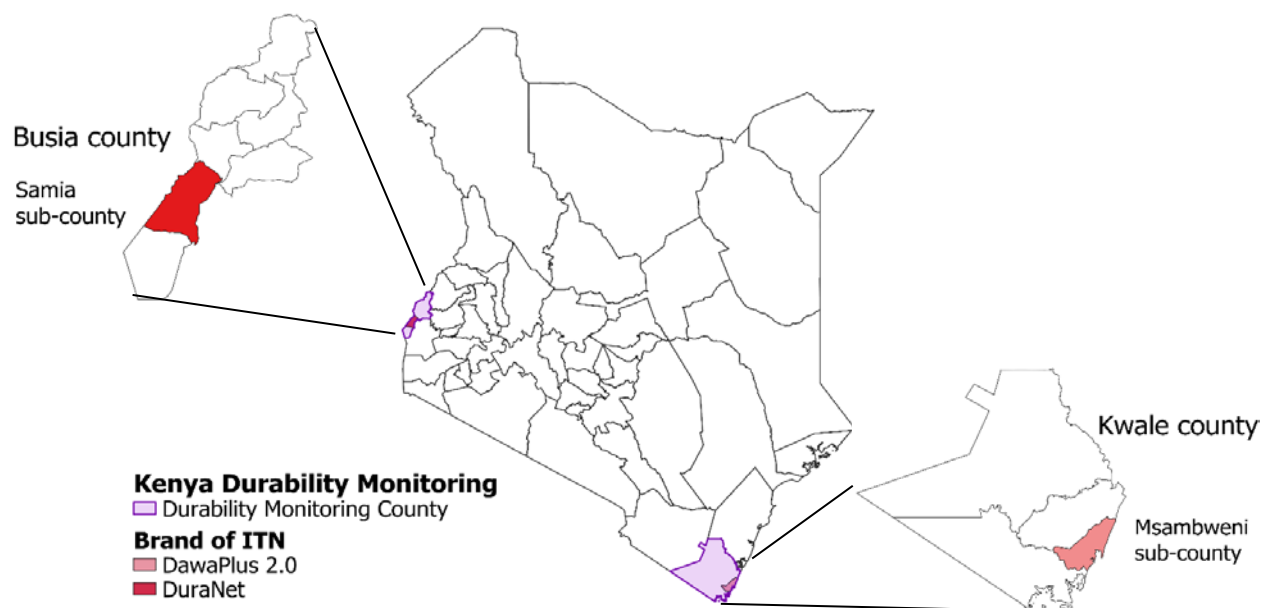 Busia county
Samia
sub-county
Kwale county
Msambweni
sub-county
Kenya Durability Monitoring
Durability Monitoring County
Brand of ITN
DawaPlus 2.0
DuraNet